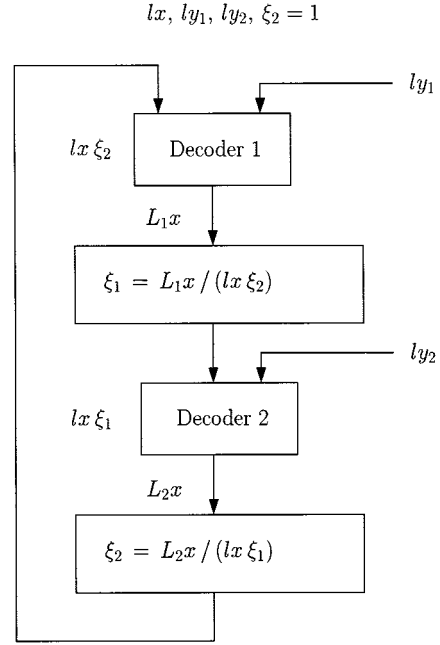 lx, ly₁, ly₂, ξ₂ = 1
ly₁
lx ξ₂
Decoder 1
L₁x
ξ₁ = L₁x / (lx ξ₂)
ly₂
lx ξ₁
Decoder 2
L₂x
ξ₂ = L₂x / (lx ξ₁)